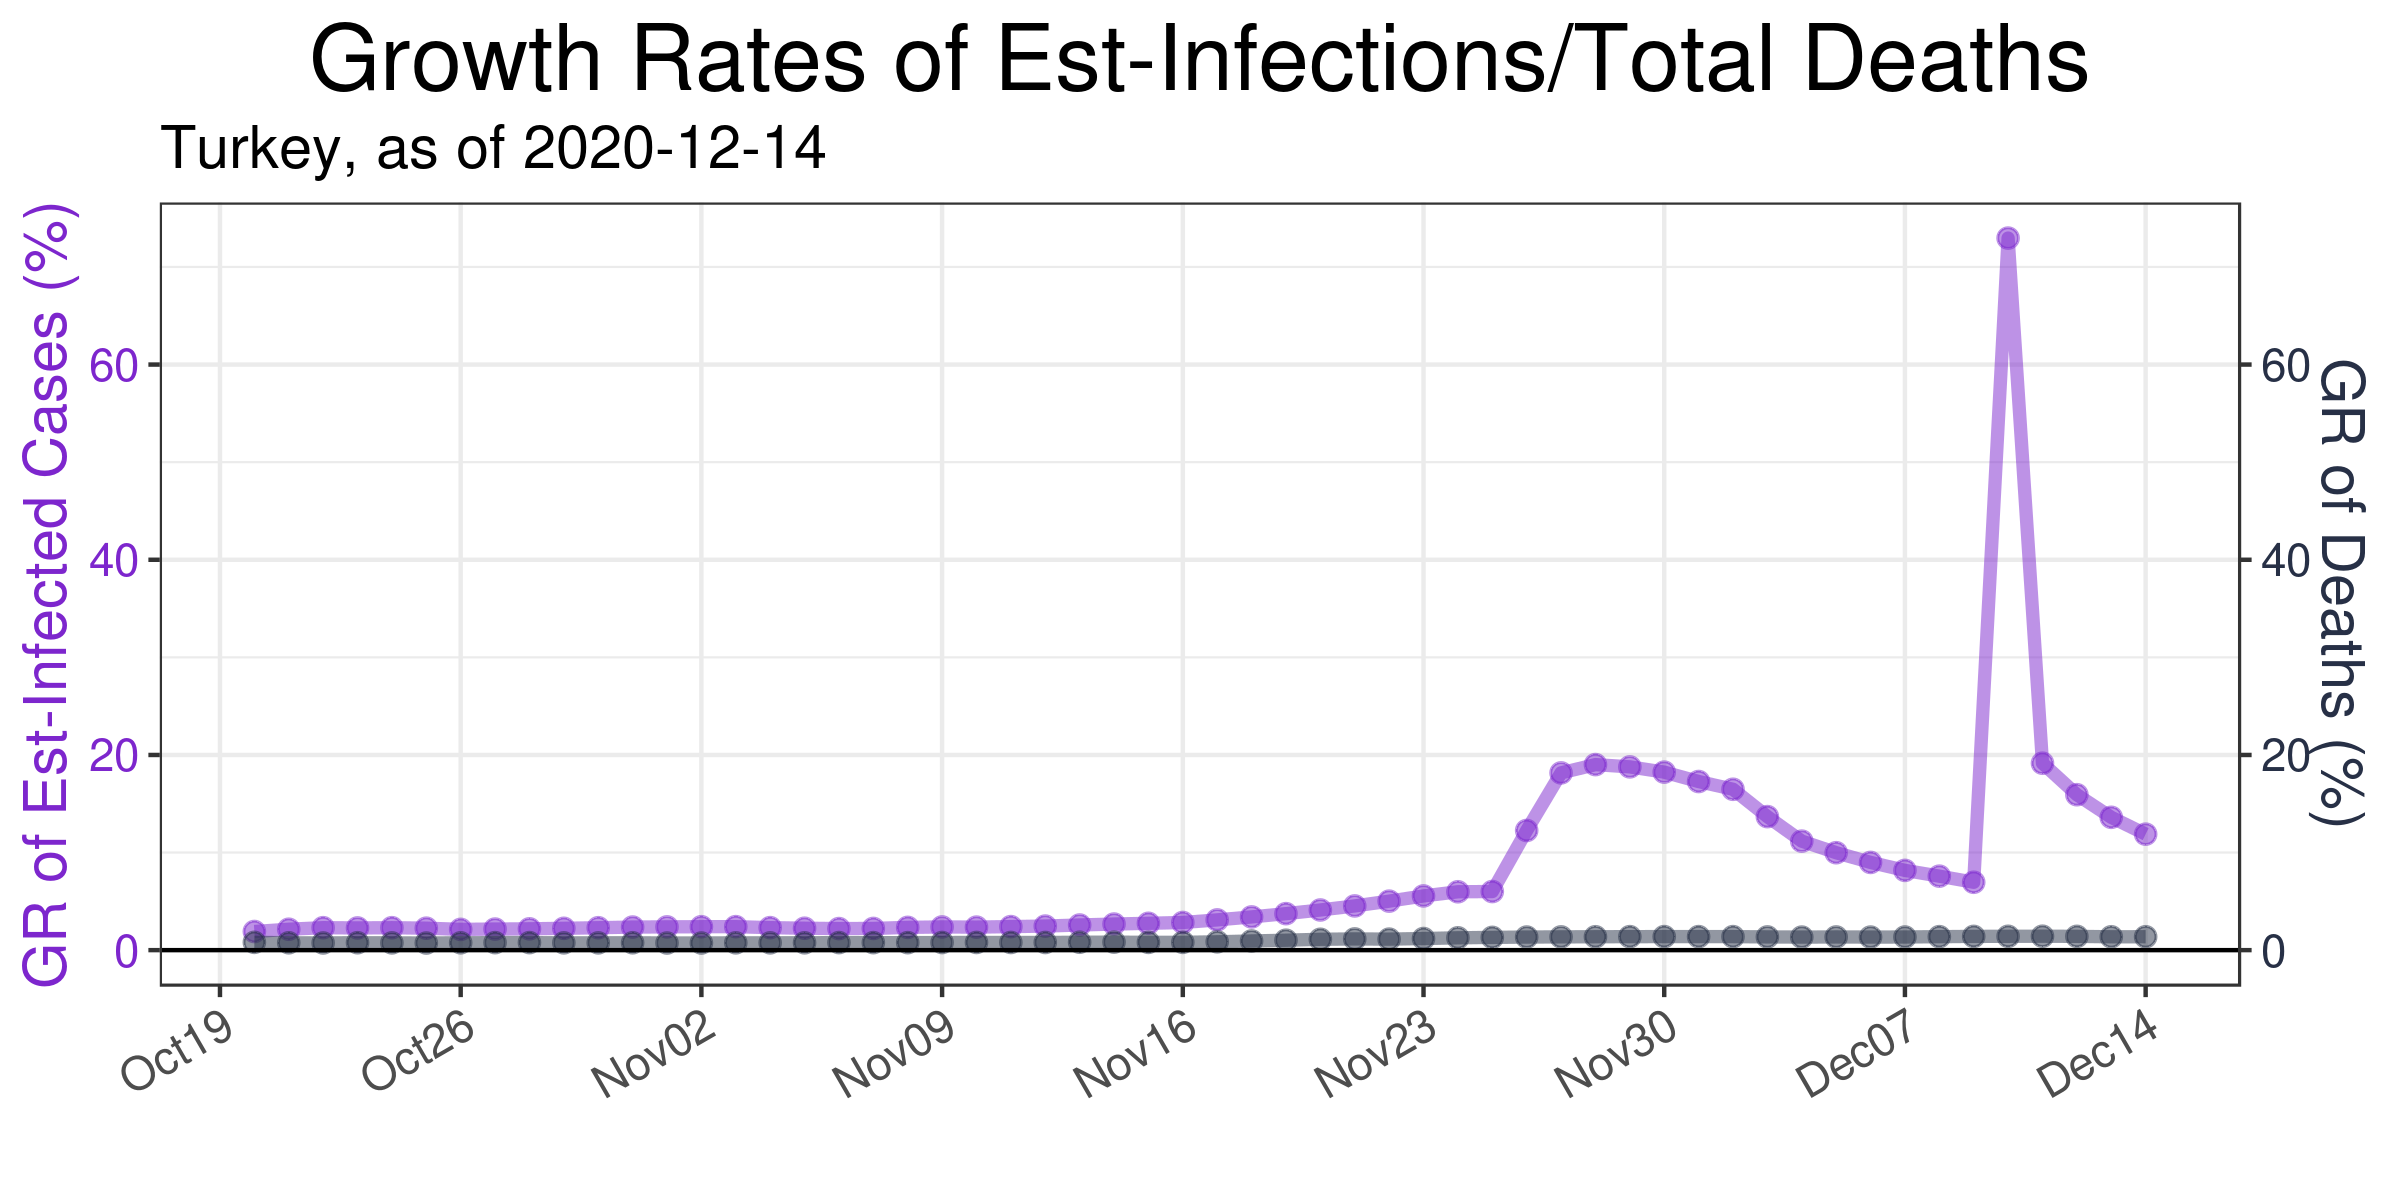 Growth Rates of Est-Infections/Total Deaths
Turkey, as of 2020-12-14
GR of Est-Infected Cases (%)
60
40
20
0
60
40
20
0
GR of Deaths (%)
Oct19
Oct26
Nov02
Nov09
Nov16
Nov23
Nov30
Dec07
Dec14